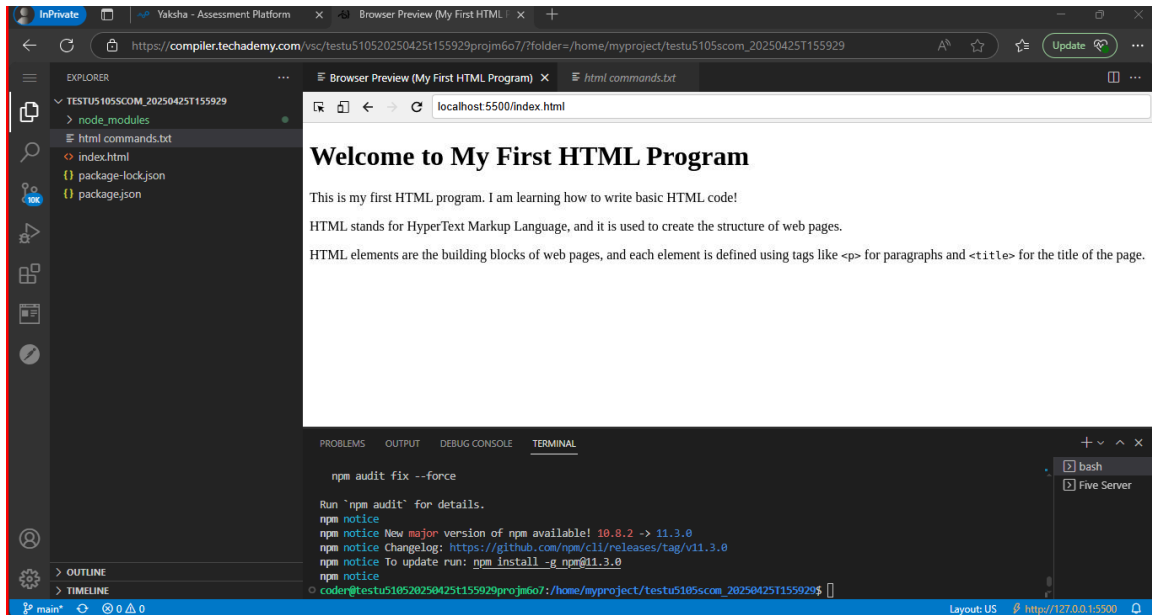 InPrivate
Yaksha - Assessment Platform
Browser Preview (My First HTML F
https://compiler.techademy.com/vsc/testu510520250425t155929projm6o7/?folder=/home/myproject/testu5105scom_20250425T155929
Update
EXPLORER
Browser Preview (My First HTML Program)
html commands.txt
TESTU5105SCOM_20250425T155929
node_modules
html commands.txt
index.html
package-lock.json
package.json
10K
localhost:5500/index.html
Welcome to My First HTML Program
This is my first HTML program. I am learning how to write basic HTML code!
HTML stands for HyperText Markup Language, and it is used to create the structure of web pages.
HTML elements are the building blocks of web pages, and each element is defined using tags like <p> for paragraphs and <title> for the title of the page.
PROBLEMS OUTPUT DEBUG CONSOLE TERMINAL
bash
Five Server
npm audit fix --force
Run `npm audit` for details.
npm notice
npm notice New major version of npm available! 10.8.2 -> 11.3.0
npm notice Changelog: https://github.com/npm/cli/releases/tag/v11.3.0
npm notice To update run: npm install -g npm@11.3.0
npm notice
coder@testu510520250425t155929projm6o7:/home/myproject/testu5105scom_20250425T155929$
OUTLINE
TIMELINE
main* 0 0 Layout: US http://127.0.0.1:5500